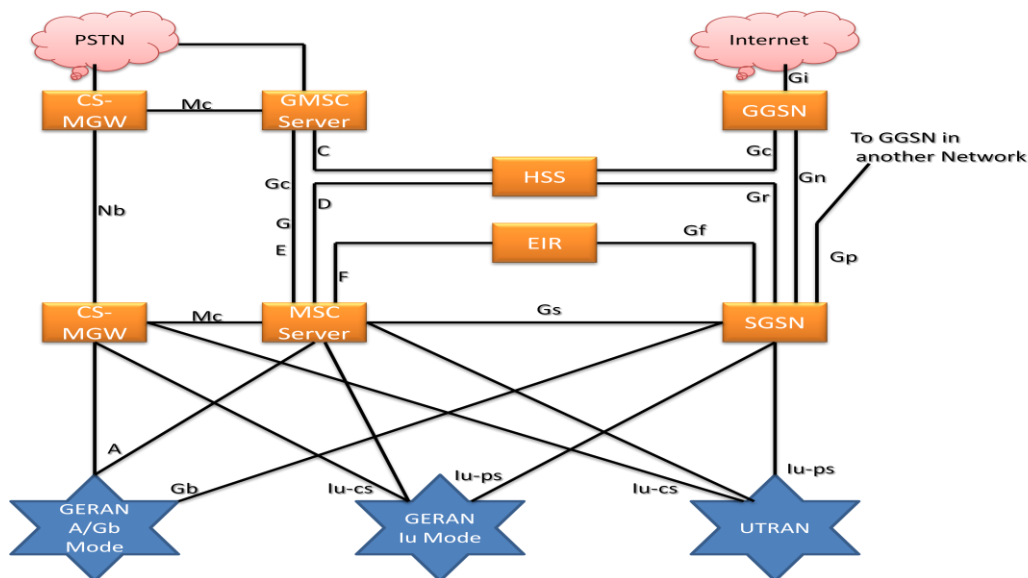 PSTN
Internet
Gi
CS-
MGW
Mc
GMSC
Server
GGSN
To GGSN in
another Network
C
Gc
HSS
Gc
Gn
D
Gr
Nb
G
E
EIR
Gf
F
Gp
CS-
MGW
Mc
MSC
Server
Gs
SGSN
A
Gb
Iu-cs
Iu-ps
Iu-cs
Iu-ps
GERAN
A/Gb
Mode
GERAN
Iu Mode
UTRAN